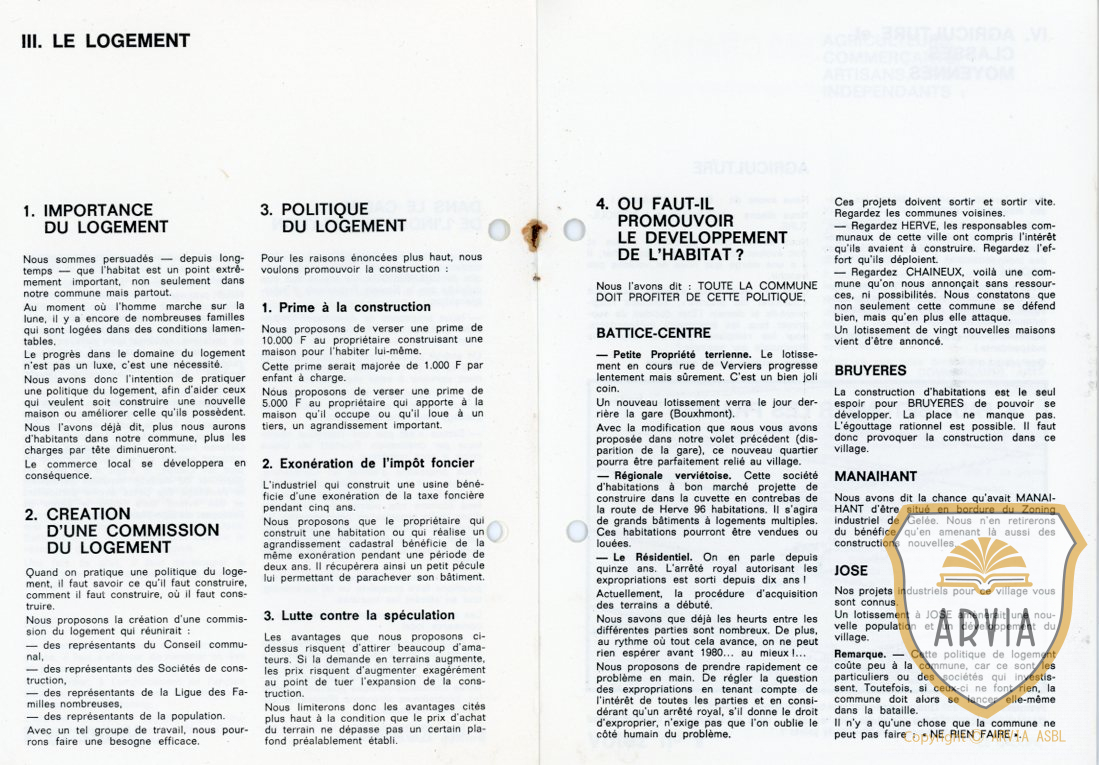 III. LE LOGEMENT
1. IMPORTANCE
DU LOGEMENT
Nous sommes persuadés — depuis long-
temps — que l'habitat est un point extrê-
mement important, non seulement dans
notre commune mais partout.
Au moment où l'homme marche sur la
lune, il y a encore de nombreuses familles
qui sont logées dans des conditions lamen-
tables.
Le progrès dans le domaine du logement
n'est pas un luxe, c'est une nécessité.
Nous avons donc l'intention de pratiquer
une politique du logement, afin d'aider ceux
qui veulent soit construire une nouvelle
maison ou améliorer celle qu'ils possèdent.
Nous l'avons déjà dit, plus nous aurons
d'habitants dans notre commune, plus les
charges par tête diminueront.
Le commerce local se développera en
conséquence.
2. CREATION
D'UNE COMMISSION
DU LOGEMENT
Quand on pratique une politique du loge-
ment, il faut savoir ce qu'il faut construire,
comment il faut construire, où il faut cons-
truire.
Nous proposons la création d'une commis-
sion du logement qui réunirait :
— des représentants du Conseil commu-
nal,
— des représentants des Sociétés de cons-
truction,
— des représentants de la Ligue des Fa-
milles nombreuses,
— des représentants de la population.
Avec un tel groupe de travail, nous pour-
rons faire une besogne efficace.
3. POLITIQUE
DU LOGEMENT
Pour les raisons énoncées plus haut, nous
voulons promouvoir la construction :
1. Prime à la construction
Nous proposons de verser une prime de
10.000 F au propriétaire construisant une
maison pour l'habiter lui-même.
Cette prime serait majorée de 1.000 F par
enfant à charge.
Nous proposons de verser une prime de
5.000 F au propriétaire qui apporte à la
maison qu'il occupe ou qu'il loue à un
tiers, un agrandissement important.
2. Exonération de l'impôt foncier
L'industriel qui construit une usine béné-
ficie d'une exonération de la taxe foncière
pendant cinq ans.
Nous proposons que le propriétaire qui
construit une habitation ou qui réalise un
agrandissement cadastral bénéficie de la
même exonération pendant une période de
deux ans. Il récupérera ainsi un petit pécule
lui permettant de parachever son bâtiment.
3. Lutte contre la spéculation
Les avantages que nous proposons ci-
dessus risquent d'attirer beaucoup d'ama-
teurs. Si la demande en terrains augmente,
les prix risquent d'augmenter exagérément
au point de tuer l'expansion de la cons-
truction.
Nous limiterons donc les avantages cités
plus haut à la condition que le prix d'achat
du terrain ne dépasse pas un certain pla-
fond préalablement établi.
4. OU FAUT-IL
PROMOUVOIR
LE DEVELOPPEMENT
DE L'HABITAT ?
Nous l'avons dit : TOUTE LA COMMUNE
DOIT PROFITER DE CETTE POLITIQUE.
BATTICE-CENTRE
— Petite Propriété terrienne. Le lotisse-
ment en cours rue de Verviers progresse
lentement mais sûrement. C'est un bien joli
coin.
Un nouveau lotissement verra le jour der-
rière la gare (Bouxhmont).
Avec la modification que nous vous avons
proposée dans notre volet précédent (dis-
parition de la gare), ce nouveau quartier
pourra être parfaitement relié au village.
— Régionale verviétoise. Cette société
d'habitations à bon marché projette de
construire dans la cuvette en contrebas de
la route de Herve 96 habitations. Il s'agira
de grands bâtiments à logements multiples.
Ces habitations pourront être vendues ou
louées.
— Le Résidentiel. On en parle depuis
quinze ans. L'arrêté royal autorisant les
expropriations est sorti depuis dix ans !
Actuellement, la procédure d'acquisition
des terrains a débuté.
Nous savons que déjà les heurts entre les
différentes parties sont nombreux. De plus,
au rythme où tout cela avance, on ne peut
rien espérer avant 1980... au mieux !...
Nous proposons de prendre rapidement ce
problème en main. De régler la question
des expropriations en tenant compte de
l'intérêt de toutes les parties et en consi-
dérant qu'un arrêté royal, s'il donne le droit
d'exproprier, n'exige pas que l'on oublie le
côté humain du problème.
Ces projets doivent sortir et sortir vite.
Regardez les communes voisines.
— Regardez HERVE, les responsables com-
munaux de cette ville ont compris l'intérêt
qu'ils avaient à construire. Regardez l'ef-
fort qu'ils déploient.
— Regardez CHAINEUX, voilà une com-
mune qu'on nous annonçait sans ressour-
ces, ni possibilités. Nous constatons que
non seulement cette commune se défend
bien, mais qu'en plus elle attaque.
Un lotissement de vingt nouvelles maisons
vient d'être annoncé.
BRUYERES
La construction d'habitations est le seul
espoir pour BRUYERES de pouvoir se
développer. La place ne manque pas.
L'égouttage rationnel est possible. Il faut
donc provoquer la construction dans ce
village.
MANAIHANT
Nous avons dit la chance qu'avait MANAI-
HANT d'être situé en bordure du Zoning
industriel de Gelée. Nous n'en retirerons
du bénéfice qu'en amenant là aussi des
constructions nouvelles.
JOSE
Nos projets industriels pour ce village vous
sont connus.
Un lotissement à JOSE amènerait une nou-
velle population et un développement du
village.
Remarque. — Cette politique de logement
coûte peu à la commune, car ce sont les
particuliers ou des sociétés qui investis-
sent. Toutefois, si ceux-ci ne font rien, la
commune doit alors se lancer elle-même
dans la bataille.
Il n'y a qu'une chose que la commune ne
peut pas faire : « NE RIEN FAIRE ».
ARVIA
Copyright © ARVIA ASBL